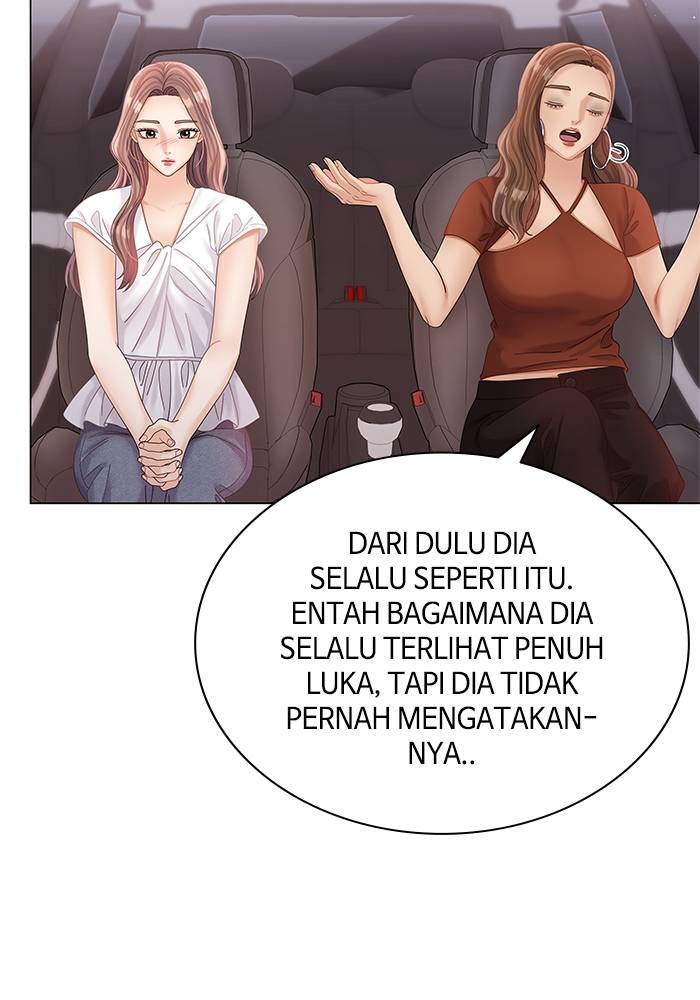 DARI DULU DIA
SELALU SEPERTI ITU.
ENTAH BAGAIMANA DIA
SELALU TERLIHAT PENUH
LUKA, TAPI DIA TIDAK
PERNAH MENGATAKAN-
NYA..